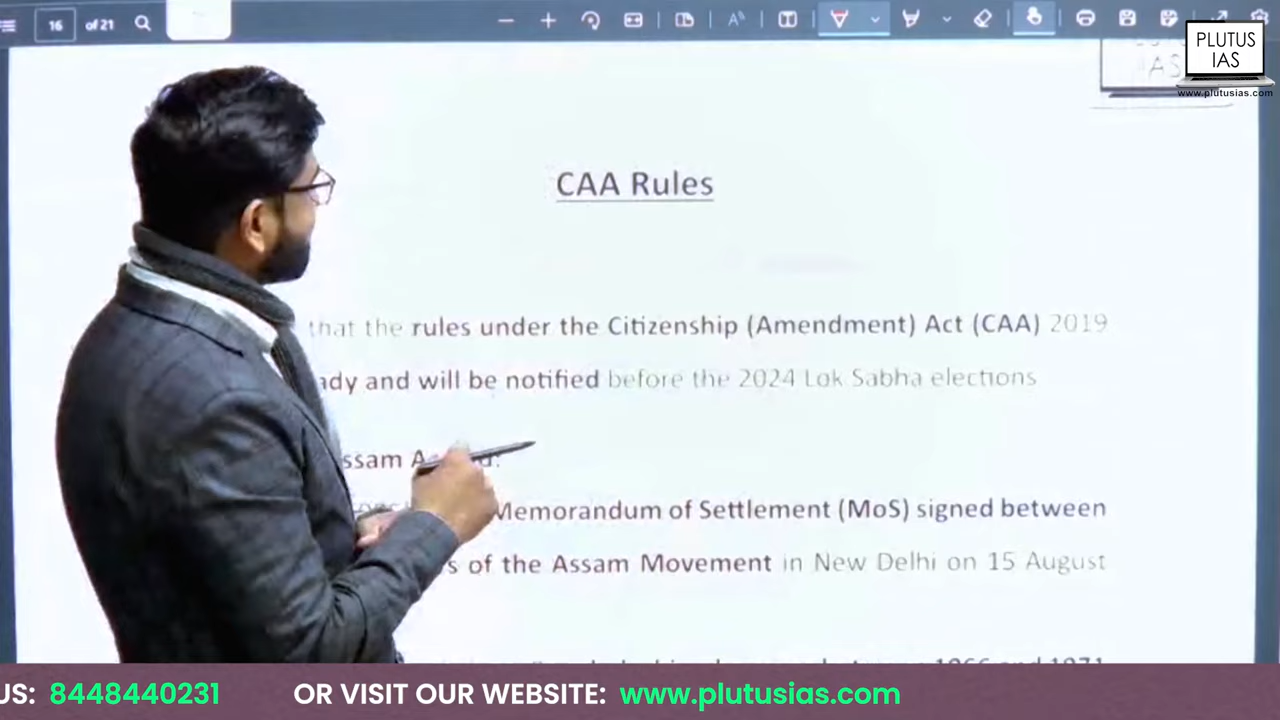 16 of 21
PLUTUS
IAS
www.plutusias.com
CAA Rules
that the rules under the Citizenship (Amendment) Act (CAA) 2019
ady and will be notified before the 2024 Lok Sabha elections
ssam A
Memorandum of Settlement (MoS) signed between
s of the Assam Movement in New Delhi on 15 August
1966 and 1971
US: 8448440231 OR VISIT OUR WEBSITE: www.plutusias.com